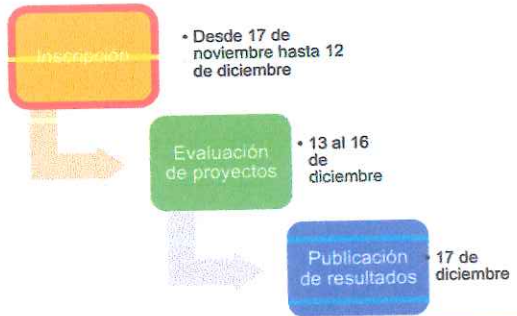 Inscripción
• Desde 17 de
noviembre hasta 12
de diciembre
Evaluación
de proyectos
• 13 al 16
de
diciembre
Publicación
de resultados
• 17 de
diciembre